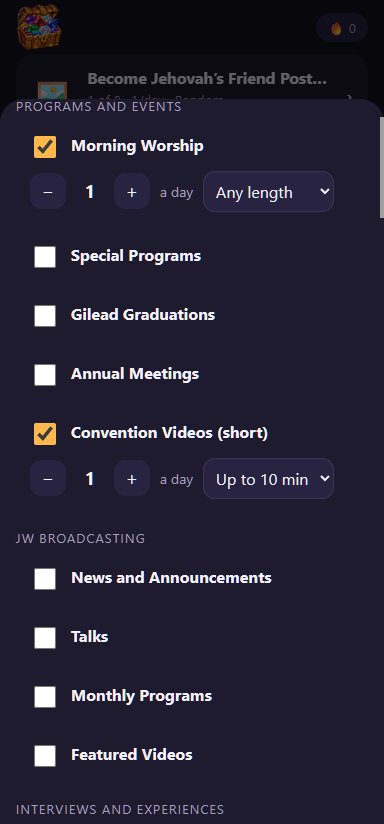 0
Become Jehovah's Friend Post...
PROGRAMS AND EVENTS
Morning Worship
− 1 + a day Any length
Special Programs
Gilead Graduations
Annual Meetings
Convention Videos (short)
− 1 + a day Up to 10 min
JW BROADCASTING
News and Announcements
Talks
Monthly Programs
Featured Videos
INTERVIEWS AND EXPERIENCES